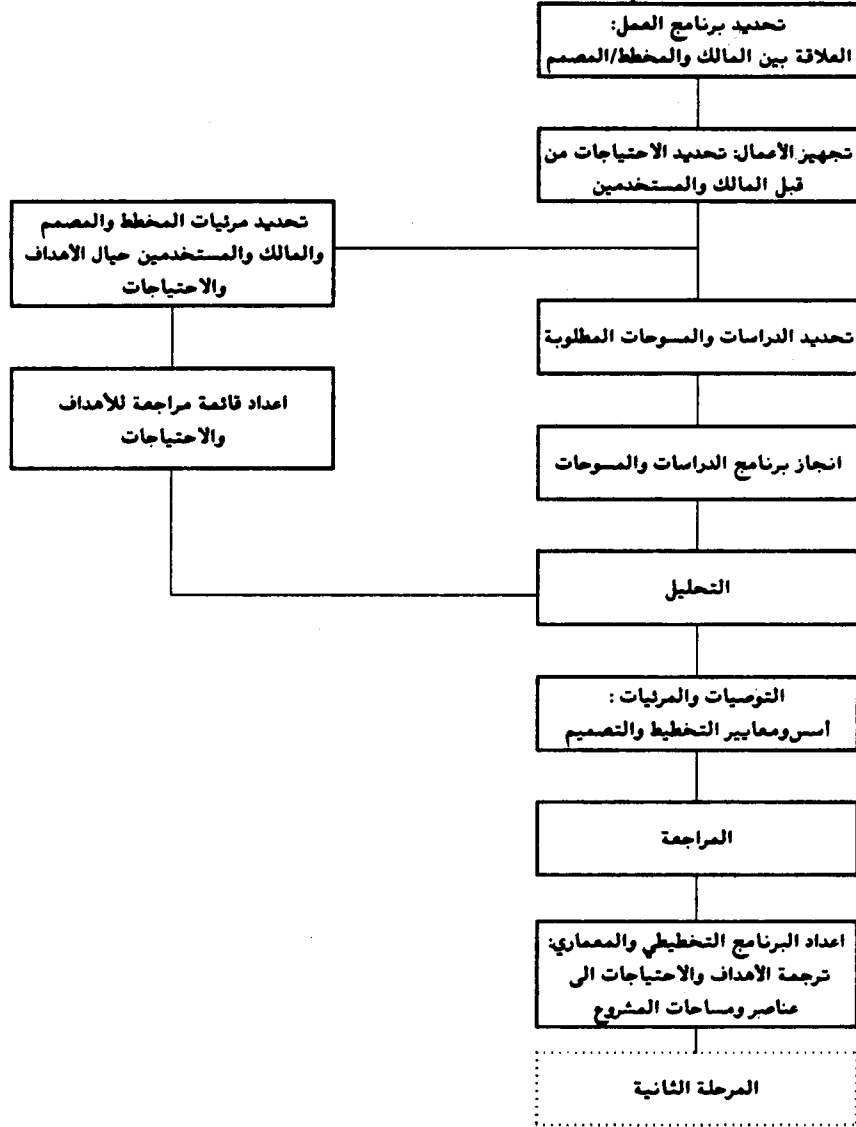 تحديد برنامج العمل:
العلاقة بين المالك والمخطط/المصمم
تجهيز الأعمال: تحديد الاحتياجات من
قبل المالك والمستخدمين
تحديد مرئيات المخطط والمصمم
والمالك والمستخدمين حيال الأهداف
والاحتياجات
تحديد الدراسات والمسوحات المطلوبة
اعداد قائمة مراجعة للأهداف
والاحتياجات
انجاز برنامج الدراسات والمسوحات
التحليل
التوصيات والمرئيات :
أسس ومعايير التخطيط والتصميم
المراجعة
اعداد البرنامج التخطيطي والمعماري:
ترجمة الأهداف والاحتياجات الى
عناصر ومساحات المشروع
المرحلة الثانية